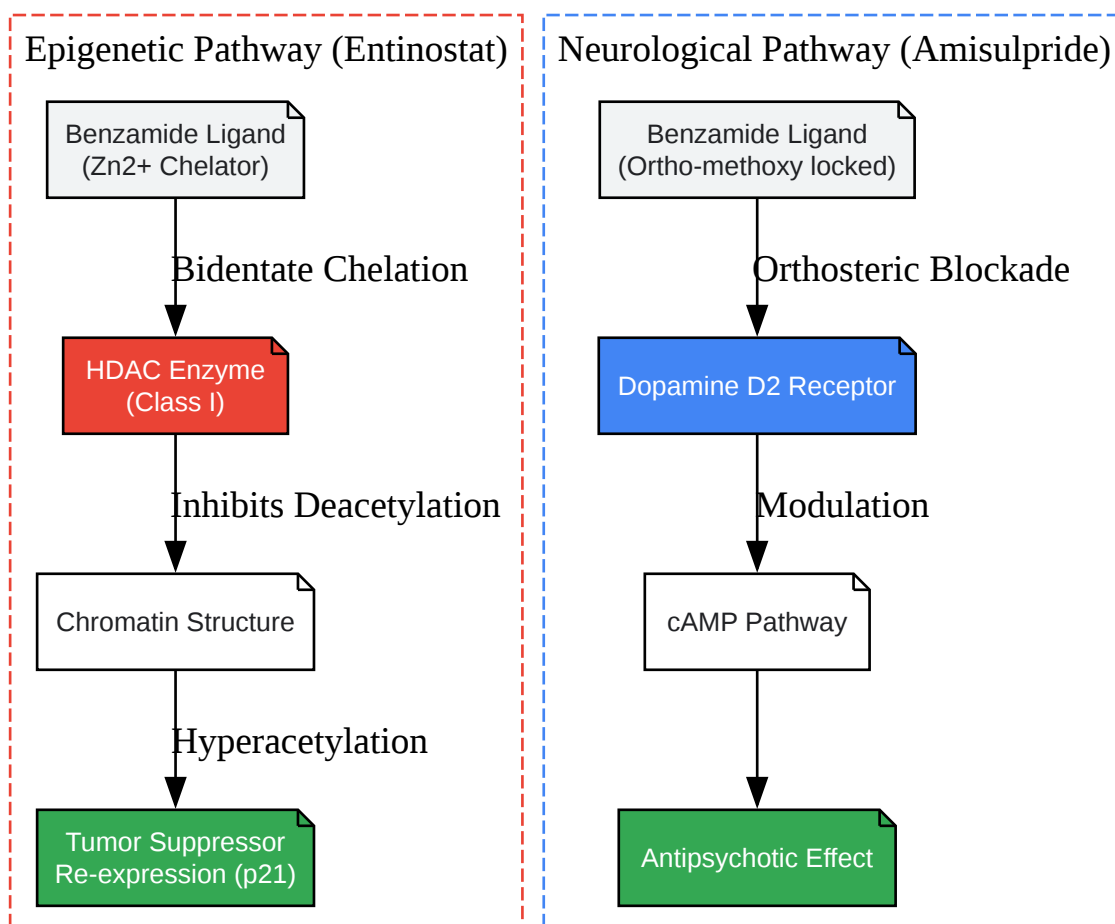 Epigenetic Pathway (Entinostat)
Benzamide Ligand
(Zn2+ Chelator)
Bidentate Chelation
HDAC Enzyme
(Class I)
Inhibits Deacetylation
Chromatin Structure
Hyperacetylation
Tumor Suppressor
Re-expression (p21)
Neurological Pathway (Amisulpride)
Benzamide Ligand
(Ortho-methoxy locked)
Orthosteric Blockade
Dopamine D2 Receptor
Modulation
cAMP Pathway
Antipsychotic Effect